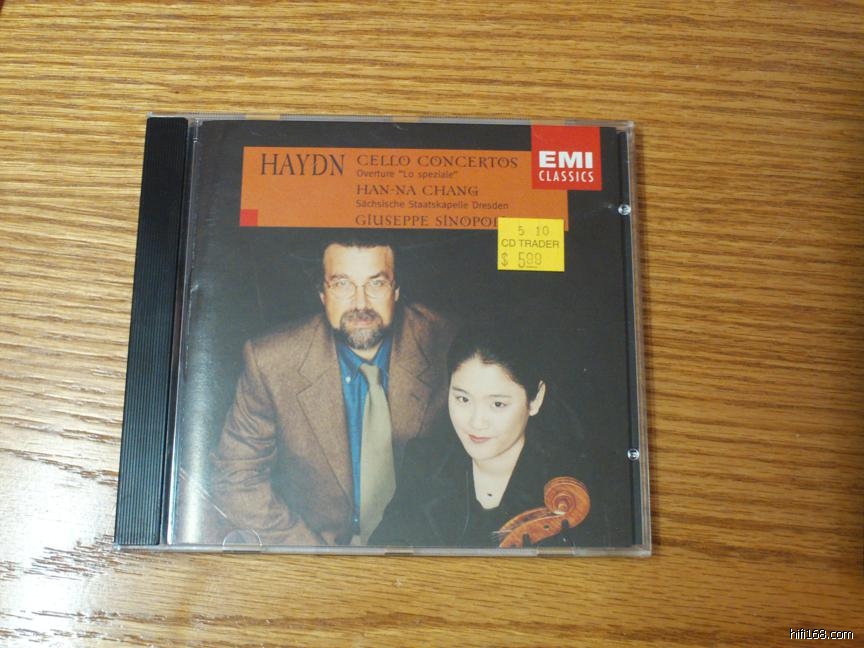 HAYDN CELLO CONCERTOS
Overture "Lo speziale"
HAN-NA CHANG
Sächsische Staatskapelle Dresden
GIUSEPPE SINOPOL
EMI
CLASSICS
5 10
CD TRADER
$ 5.99
hifi168.com